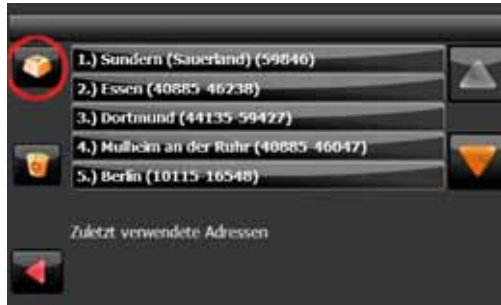 1.) Sundern (Sauerland) (59846)
2.) Essen (40885-46238)
3.) Dortmund (44135-59427)
4.) Mülheim an der Ruhr (40885-46047)
5.) Berlin (10115-16548)
Zuletzt verwendete Adressen